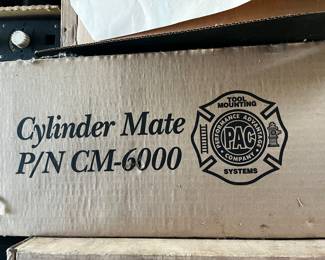 Cylinder Mate
P/N CM-6000
TOOL MOUNTING
PERFORMANCE ADVANTAGE
PAC
COMPANY
SYSTEMS